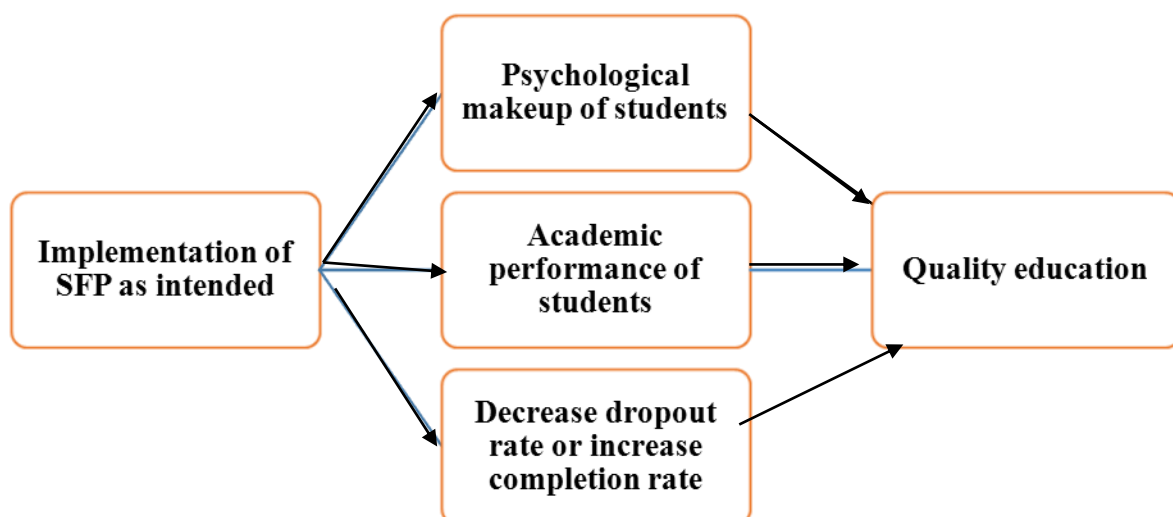 Psychological
makeup of students
Implementation of
SFP as intended
Academic
performance of
students
Quality education
Decrease dropout
rate or increase
completion rate